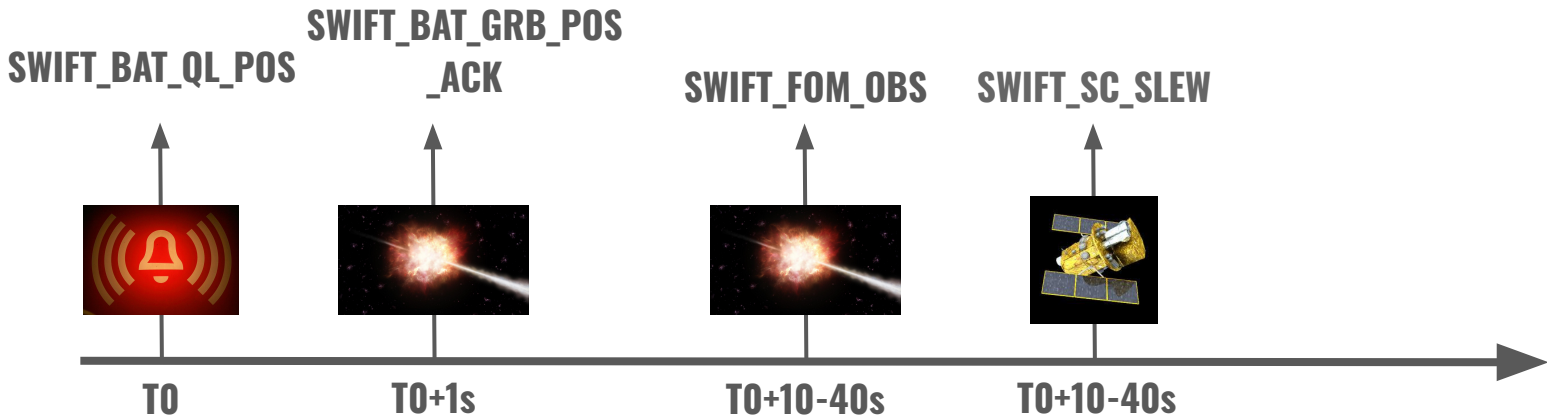 SWIFT_BAT_QL_POS
SWIFT_BAT_GRB_POS
_ACK
SWIFT_FOM_OBS
SWIFT_SC_SLEW
T0
T0+1s
T0+10-40s
T0+10-40s